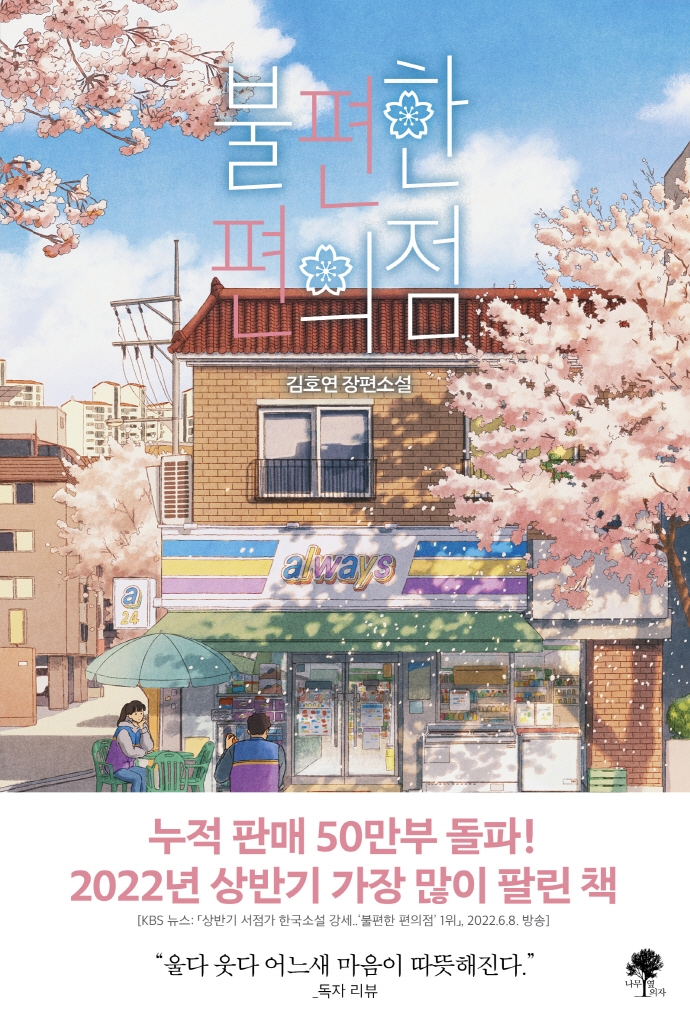 불편한
편의점
김호연 장편소설
always
a
24
누적 판매 50만부 돌파!
2022년 상반기 가장 많이 팔린 책
[KBS 뉴스: 「상반기 서점가 한국소설 강세..‘불편한 편의점’ 1위」, 2022.6.8. 방송]
“울다 웃다 어느새 마음이 따뜻해진다.”
_독자 리뷰
나무옆
의자